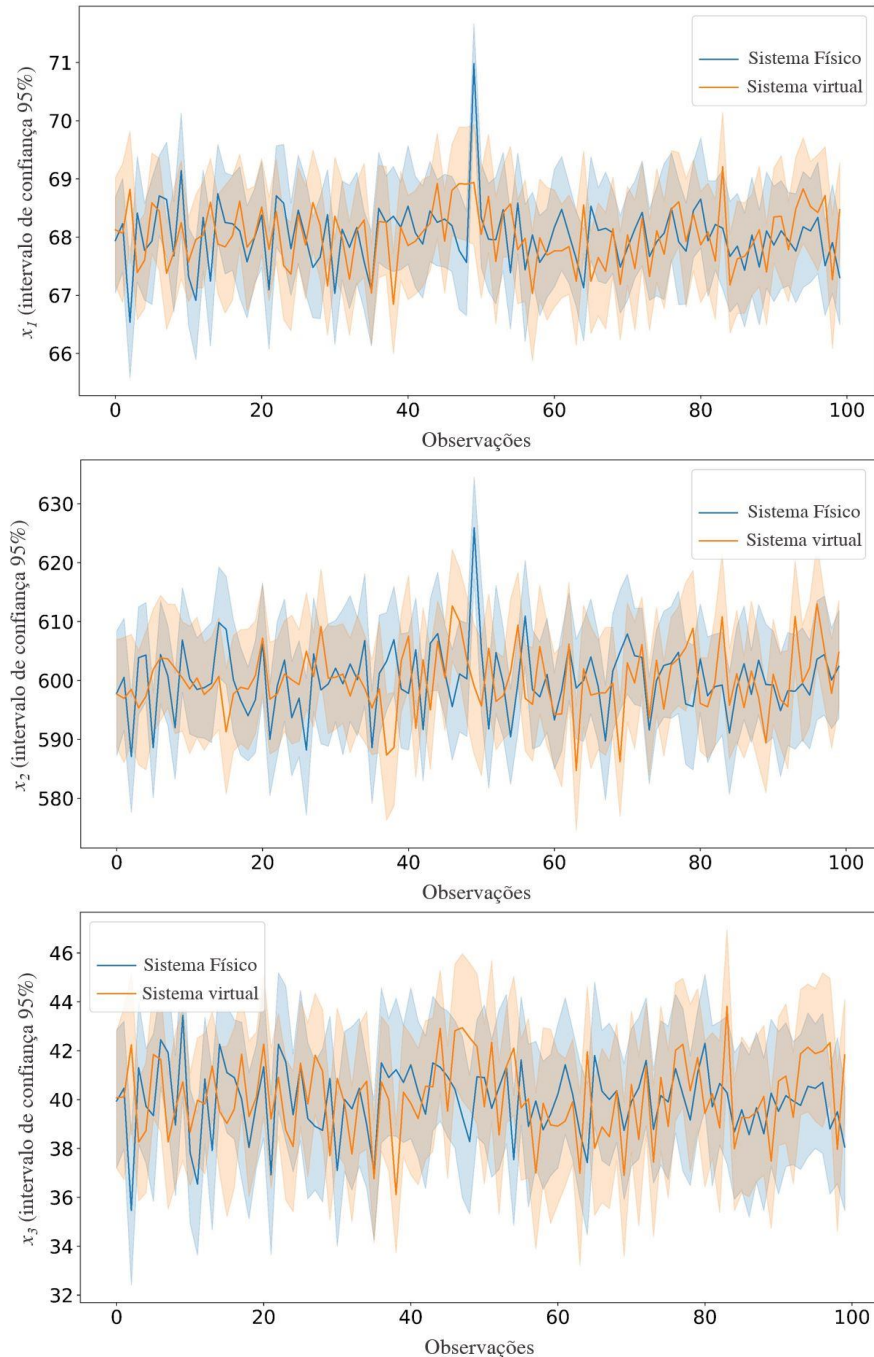 x₁ (intervalo de confiança 95%)
71
70
69
68
67
66
Sistema Físico
Sistema virtual
0 20 40 60 80 100
Observações
x₂ (intervalo de confiança 95%)
630
620
610
600
590
580
Sistema Físico
Sistema virtual
0 20 40 60 80 100
Observações
x₃ (intervalo de confiança 95%)
46
44
42
40
38
36
34
32
Sistema Físico
Sistema virtual
0 20 40 60 80 100
Observações